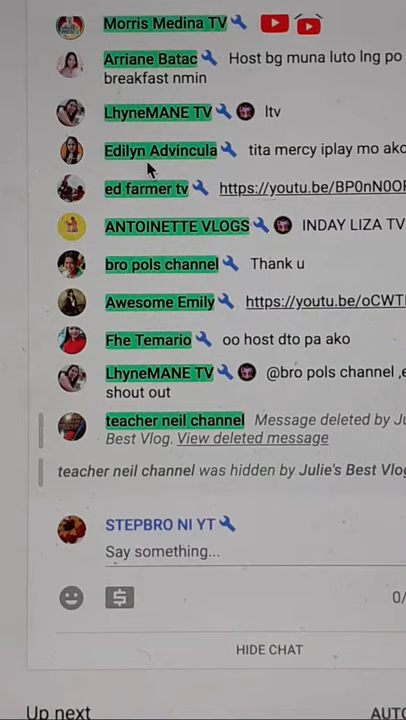 Morris Medina TV
Arriane Batac Host bg muna luto lng po
breakfast nmin
LhyneMANE TV ltv
Edilyn Advincula tita mercy iplay mo ako
ed farmer tv https://youtu.be/BP0nN0OF
ANTOINETTE VLOGS INDAY LIZA TV
bro pols channel Thank u
Awesome Emily https://youtu.be/oCWT
Fhe Temario oo host dto pa ako
LhyneMANE TV @bro pols channel ,e
shout out
teacher neil channel Message deleted by Ju
Best Vlog. View deleted message
teacher neil channel was hidden by Julie's Best Vlog
STEPBRO NI YT
Say something...
0/
HIDE CHAT
Up next AUTO